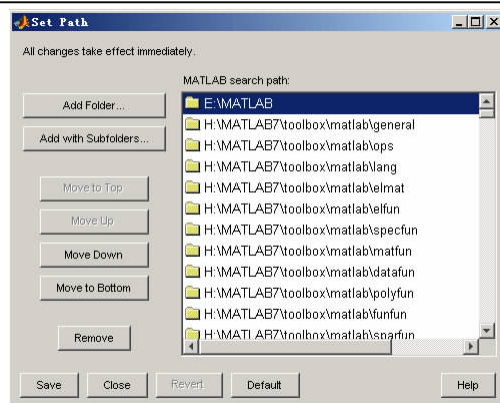 Set Path
All changes take effect immediately.
MATLAB search path:
Add Folder...
Add with Subfolders...
Move to Top
Move Up
Move Down
Move to Bottom
Remove
E:\MATLAB
H:\MATLAB7\toolbox\matlab\general
H:\MATLAB7\toolbox\matlab\ops
H:\MATLAB7\toolbox\matlab\lang
H:\MATLAB7\toolbox\matlab\elmat
H:\MATLAB7\toolbox\matlab\elfun
H:\MATLAB7\toolbox\matlab\specfun
H:\MATLAB7\toolbox\matlab\matfun
H:\MATLAB7\toolbox\matlab\datafun
H:\MATLAB7\toolbox\matlab\polyfun
H:\MATLAB7\toolbox\matlab\funfun
H:\MATLAB7\toolbox\matlab\sparfun
Save
Close
Revert
Default
Help